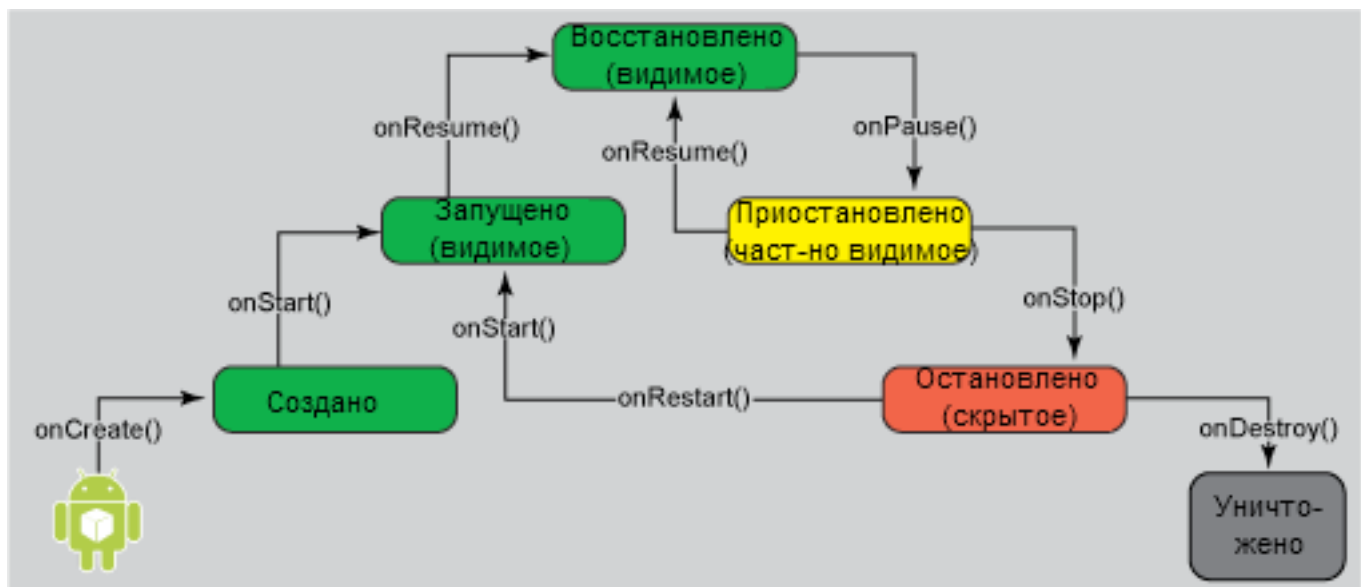 Восстановлено
(видимое)
onResume()
onPause()
onResume()
Запущено
(видимое)
Приостановлено
(част-но видимое)
onStart()
onStop()
onStart()
Создано
onRestart()
Остановлено
(скрытое)
onCreate()
onDestroy()
Уничто-
жено